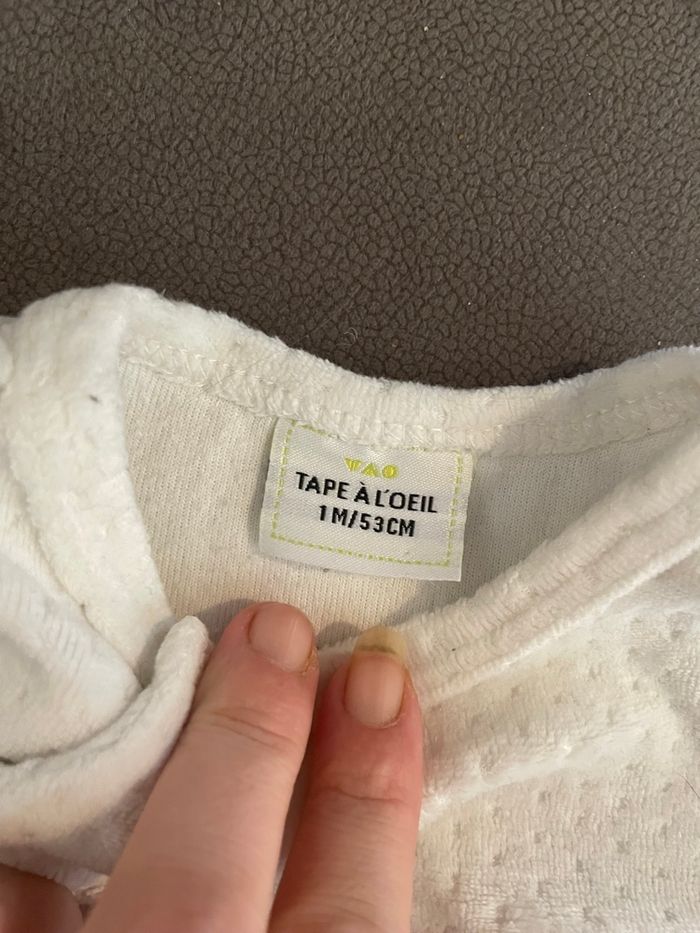 TAO
TAPE À L'OEIL
1M/53CM